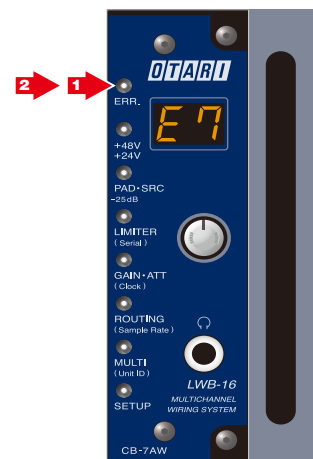 OTARI
2 1
ERR.
E7
+48V
+24V
PAD•SRC
-25dB
LIMITER
(Serial)
GAIN•ATT
(Clock)
ROUTING
(Sample Rate)
MULTI
(Unit ID)
SETUP
LWB-16
MULTICHANNEL
WIRING SYSTEM
CB-7AW